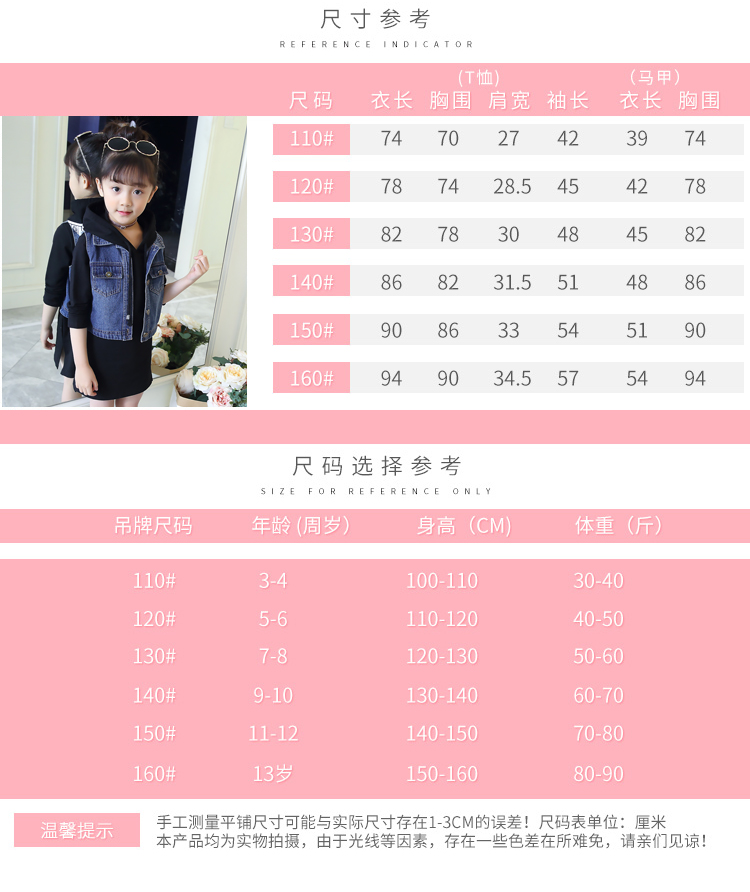 尺寸参考
REFERENCE INDICATOR
(T恤) （马甲）
尺码 衣长 胸围 肩宽 袖长 衣长 胸围
110# 74 70 27 42 39 74
120# 78 74 28.5 45 42 78
130# 82 78 30 48 45 82
140# 86 82 31.5 51 48 86
150# 90 86 33 54 51 90
160# 94 90 34.5 57 54 94
尺码选择参考
SIZE FOR REFERENCE ONLY
吊牌尺码 年龄 (周岁） 身高（CM) 体重（斤）
110# 3-4 100-110 30-40
120# 5-6 110-120 40-50
130# 7-8 120-130 50-60
140# 9-10 130-140 60-70
150# 11-12 140-150 70-80
160# 13岁 150-160 80-90
温馨提示
手工测量平铺尺寸可能与实际尺寸存在1-3CM的误差！尺码表单位：厘米
本产品均为实物拍摄，由于光线等因素，存在一些色差在所难免，请亲们见谅！